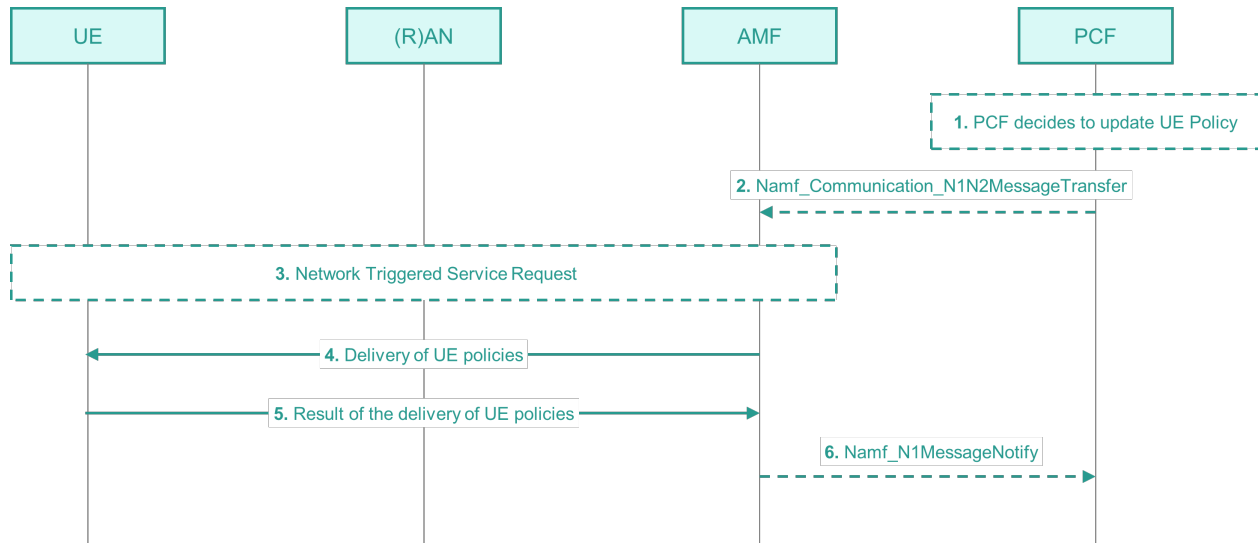 UE
(R)AN
AMF
PCF
1. PCF decides to update UE Policy
2. Namf_Communication_N1N2MessageTransfer
3. Network Triggered Service Request
4. Delivery of UE policies
5. Result of the delivery of UE policies
6. Namf_N1MessageNotify